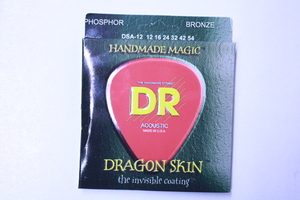 PHOSPHOR BRONZE
DSA-12 12 16 24 32 42 54
HANDMADE MAGIC
DR
ACOUSTIC
MADE IN U.S.A.
DRAGON SKIN
the invisible coating